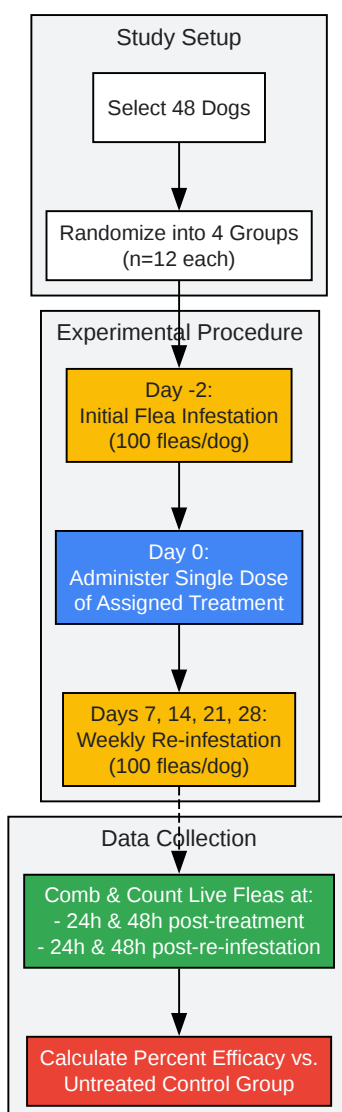 Study Setup
Select 48 Dogs
Randomize into 4 Groups
(n=12 each)
Experimental Procedure
Day -2:
Initial Flea Infestation
(100 fleas/dog)
Day 0:
Administer Single Dose
of Assigned Treatment
Days 7, 14, 21, 28:
Weekly Re-infestation
(100 fleas/dog)
Data Collection
Comb & Count Live Fleas at:
- 24h & 48h post-treatment
- 24h & 48h post-re-infestation
Calculate Percent Efficacy vs.
Untreated Control Group